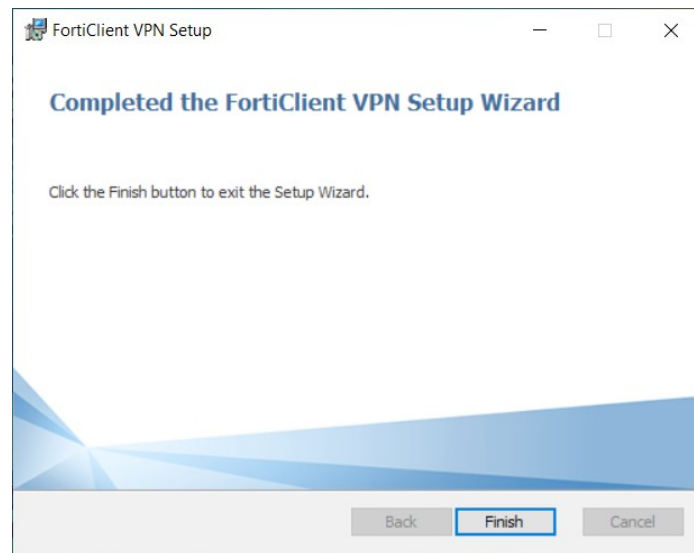 FortiClient VPN Setup
Completed the FortiClient VPN Setup Wizard
Click the Finish button to exit the Setup Wizard.
Back Finish Cancel